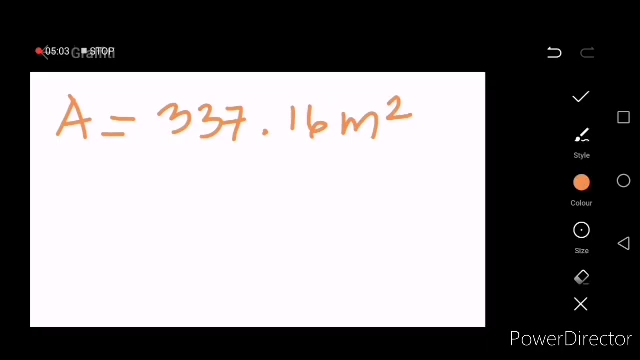 05:03 STOP
A = 337.16 m²
Style
Colour
Size
PowerDirector